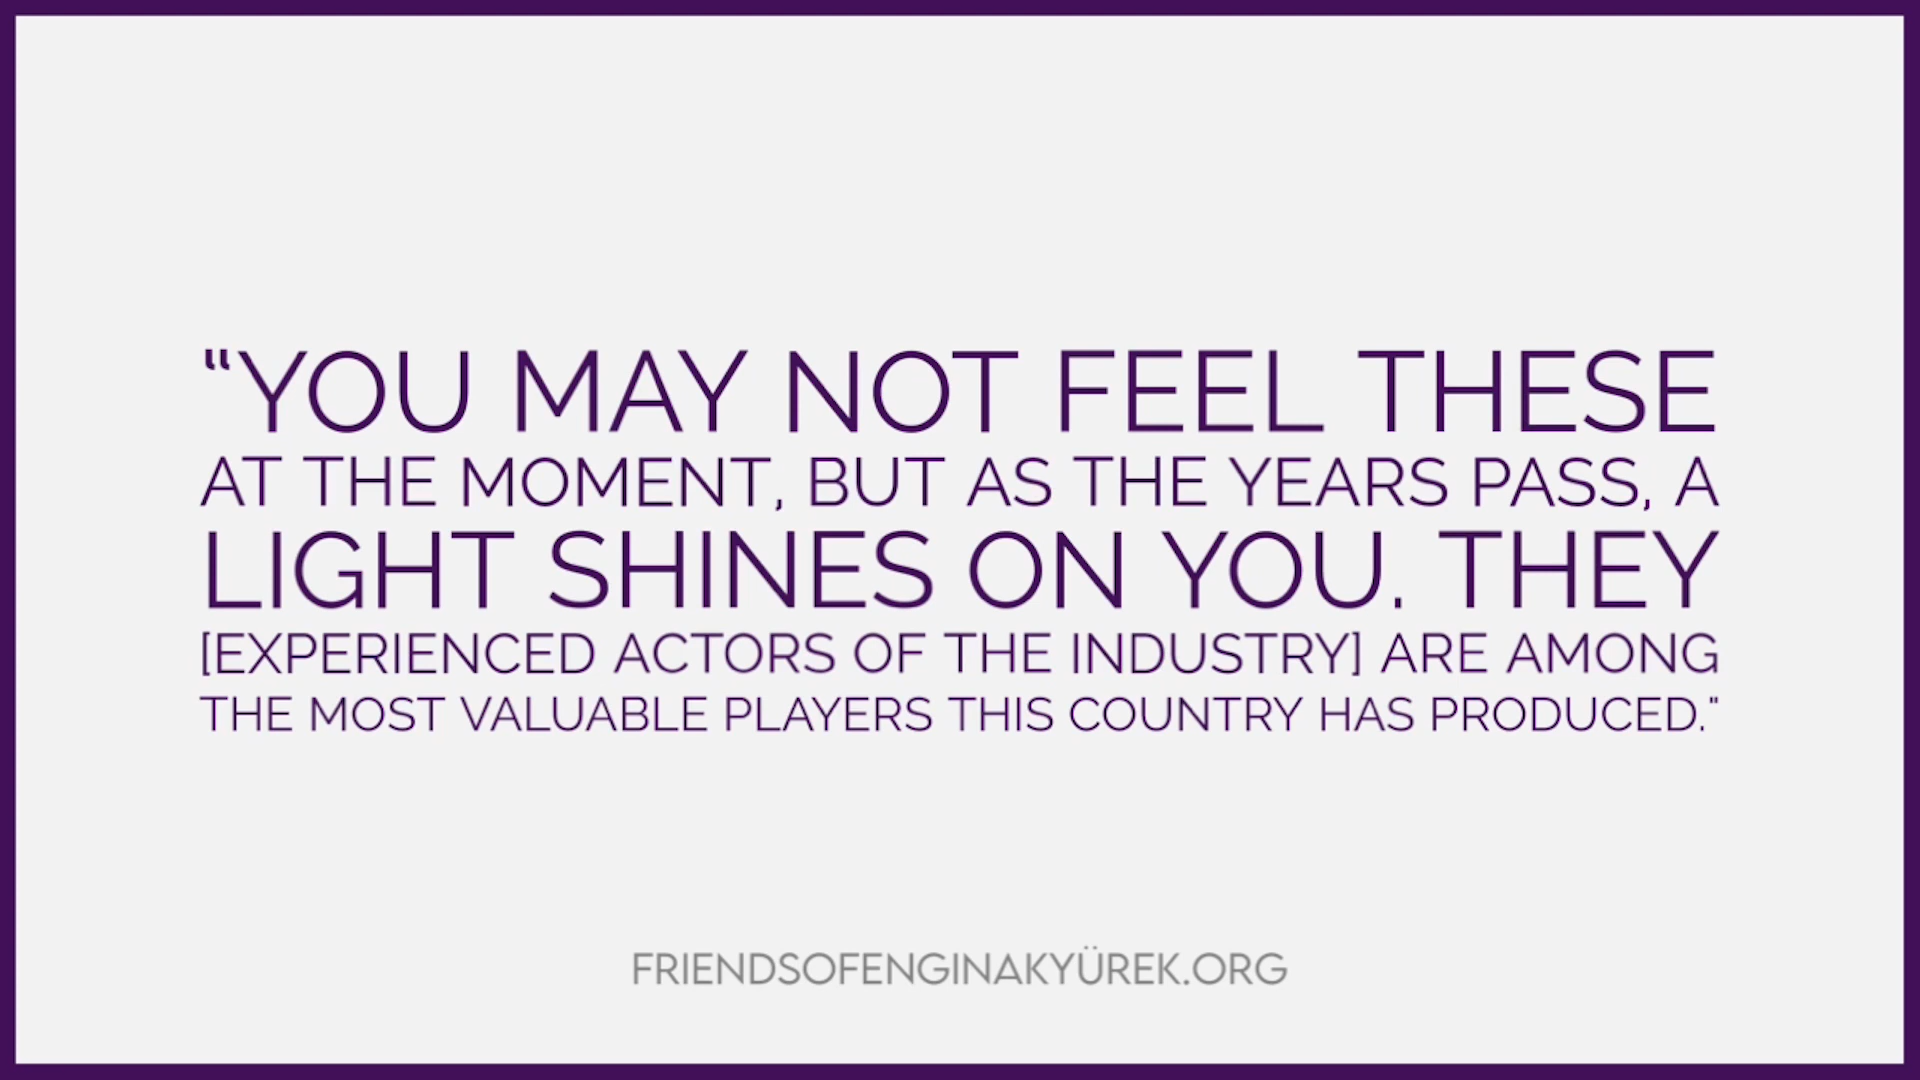 “YOU MAY NOT FEEL THESE
AT THE MOMENT, BUT AS THE YEARS PASS, A
LIGHT SHINES ON YOU. THEY
[EXPERIENCED ACTORS OF THE INDUSTRY] ARE AMONG
THE MOST VALUABLE PLAYERS THIS COUNTRY HAS PRODUCED."
FRIENDSOFENGINAKYÜREK.ORG